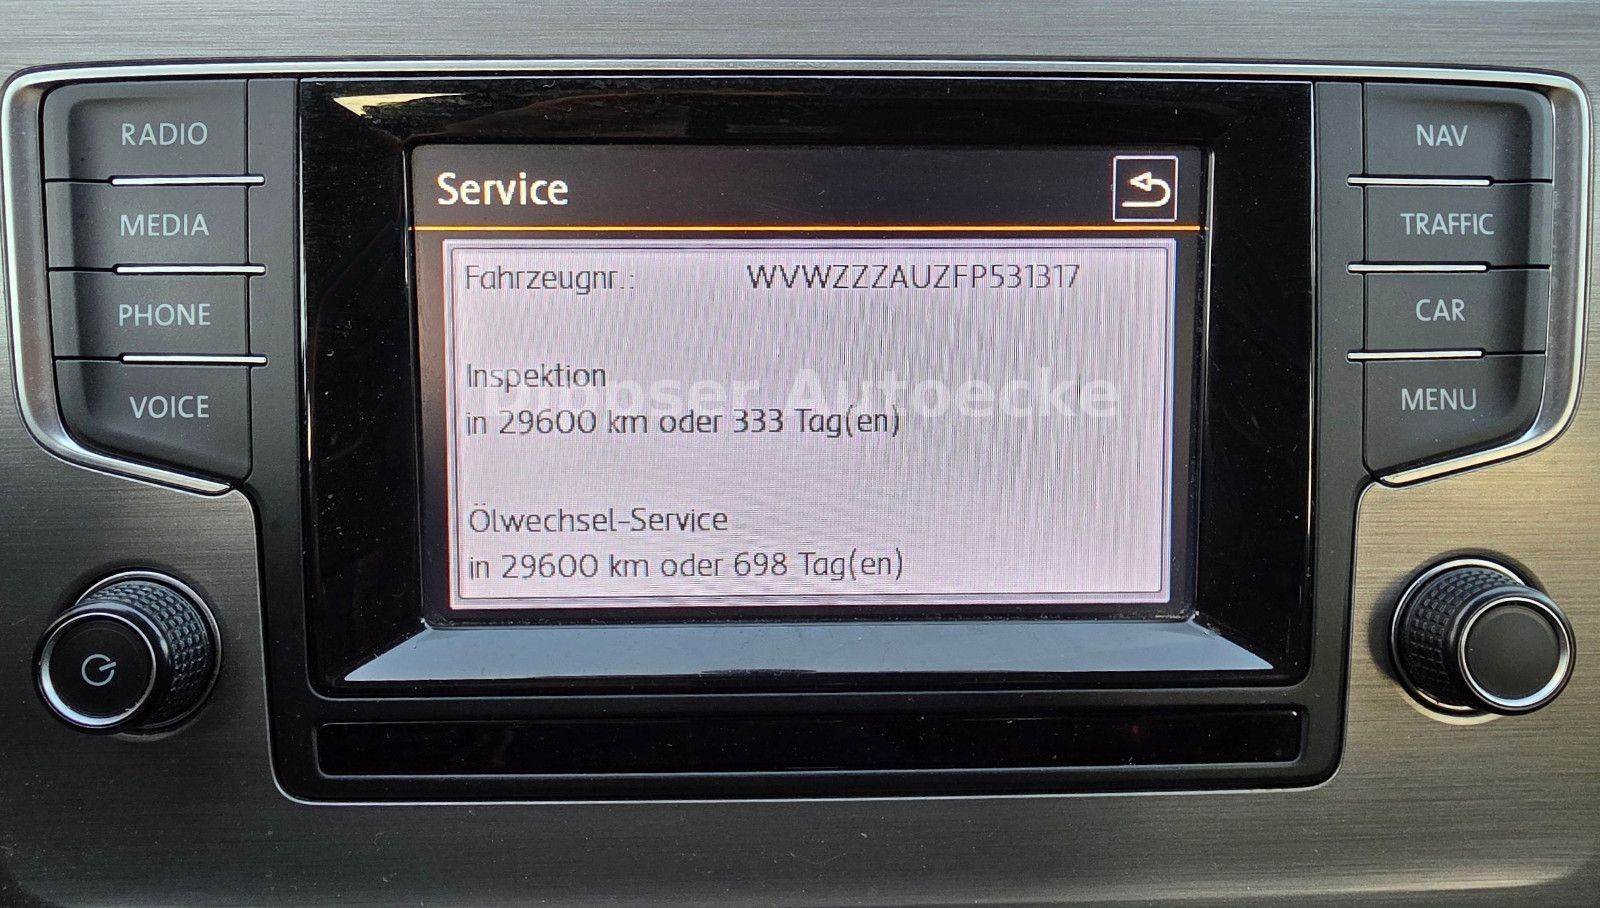 RADIO
MEDIA
PHONE
VOICE
Service
Fahrzeugnr.: WVWZZZAUZFP531317
Inspektion
in 29600 km oder 333 Tag(en)
Ölwechsel-Service
in 29600 km oder 698 Tag(en)
Autoecke
NAV
TRAFFIC
CAR
MENU